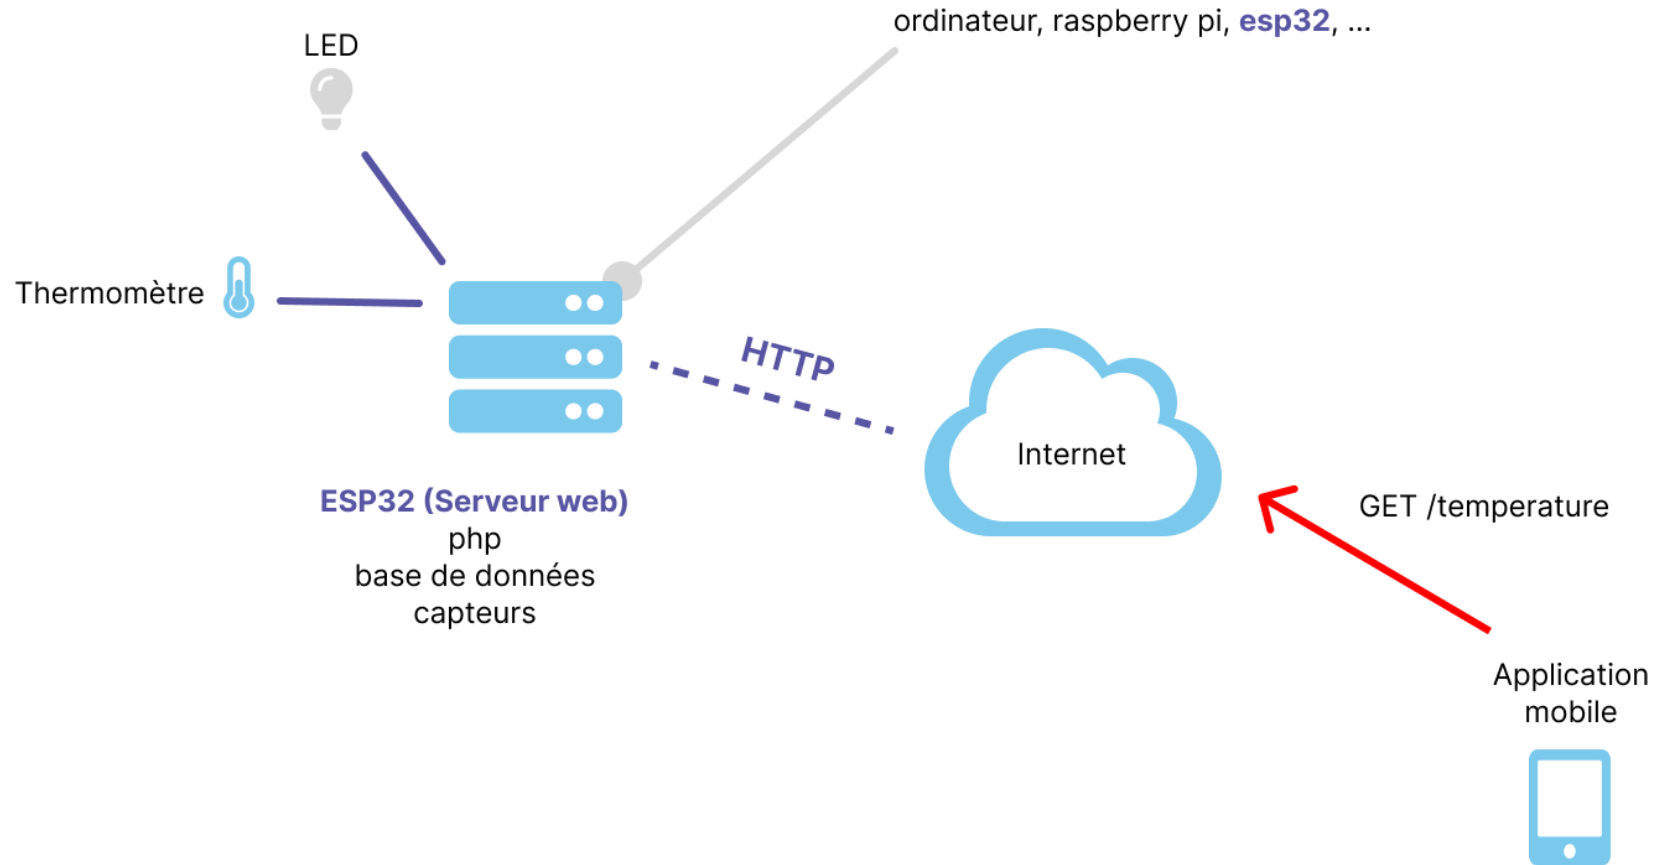 ordinateur, raspberry pi, esp32, ...
LED
Thermomètre
HTTP
Internet
ESP32 (Serveur web)
php
base de données
capteurs
GET /temperature
Application
mobile